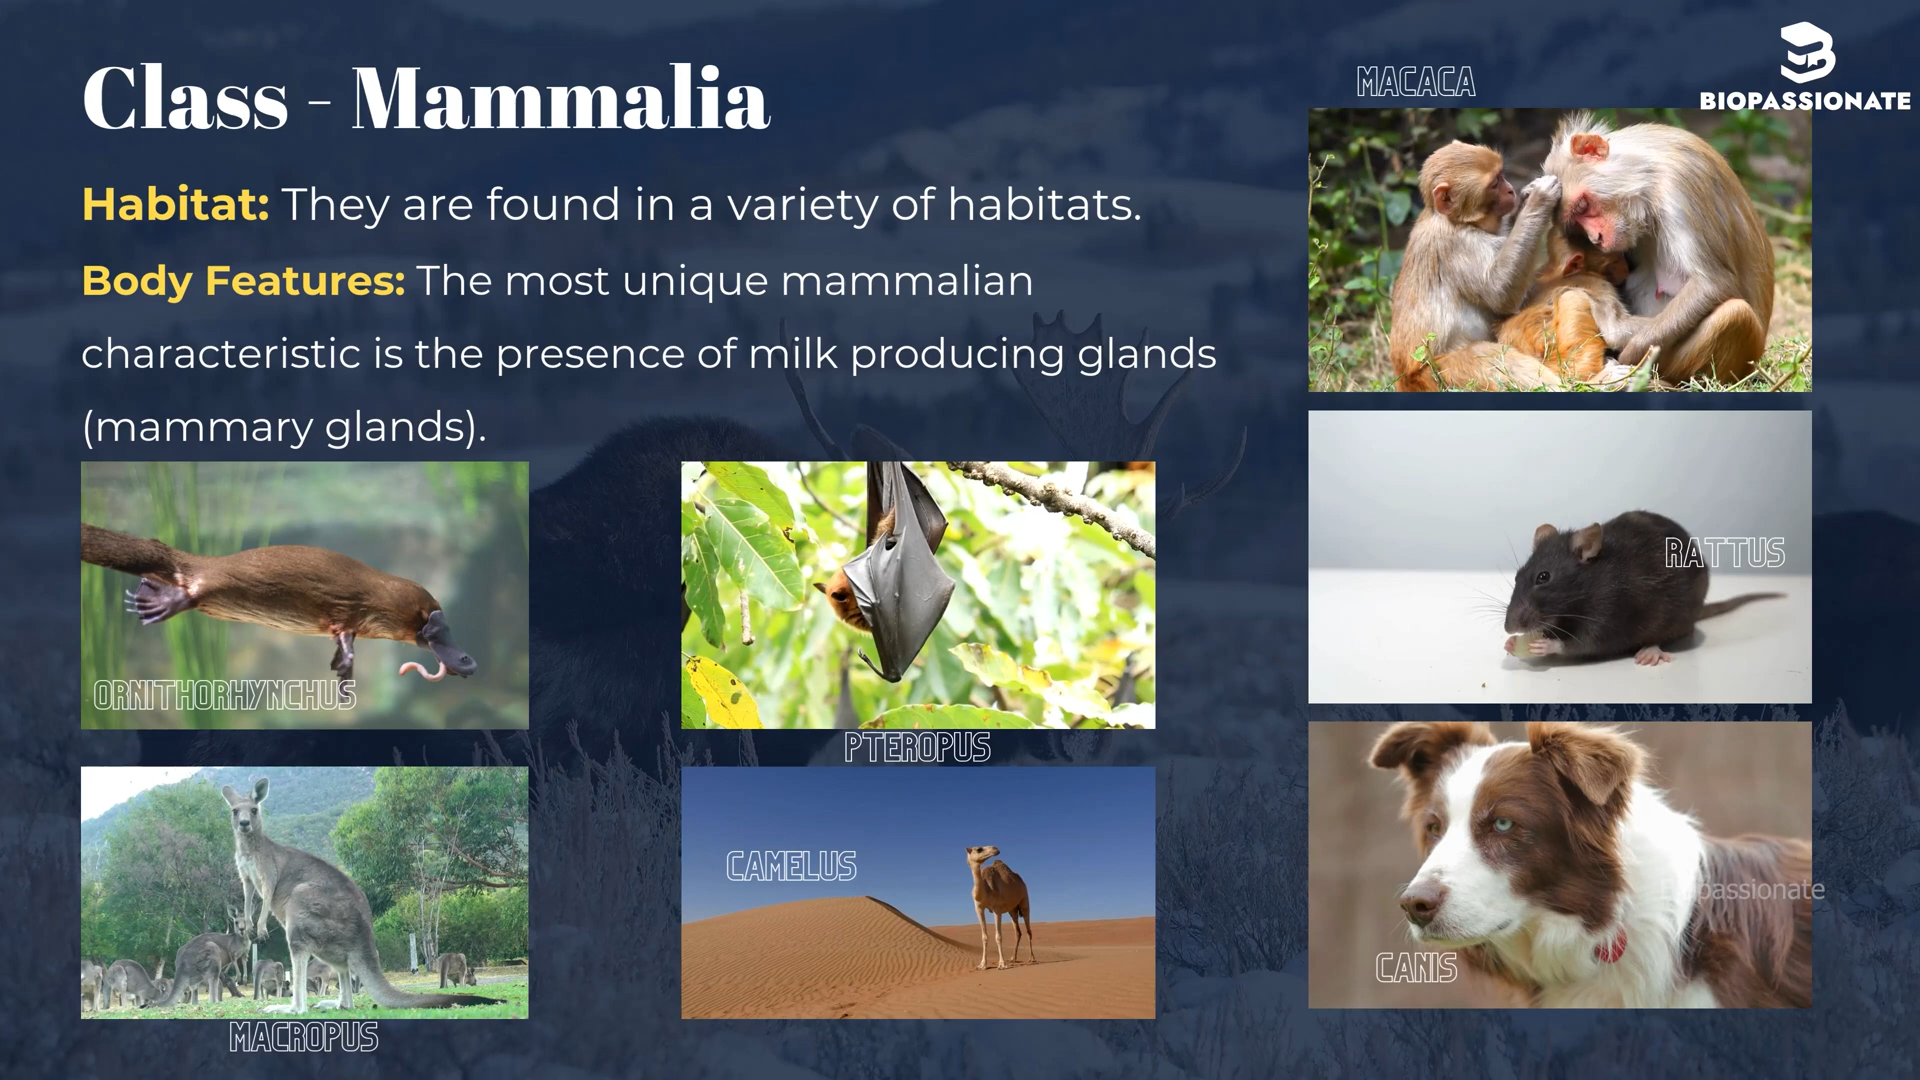 Class - Mammalia
MACACA
BIOPASSIONATE
Habitat: They are found in a variety of habitats.
Body Features: The most unique mammalian
characteristic is the presence of milk producing glands
(mammary glands).
RATTUS
ORNITHORHYNCHUS
PTEROPUS
CAMELUS
Biopassionate
CANIS
MACROPUS